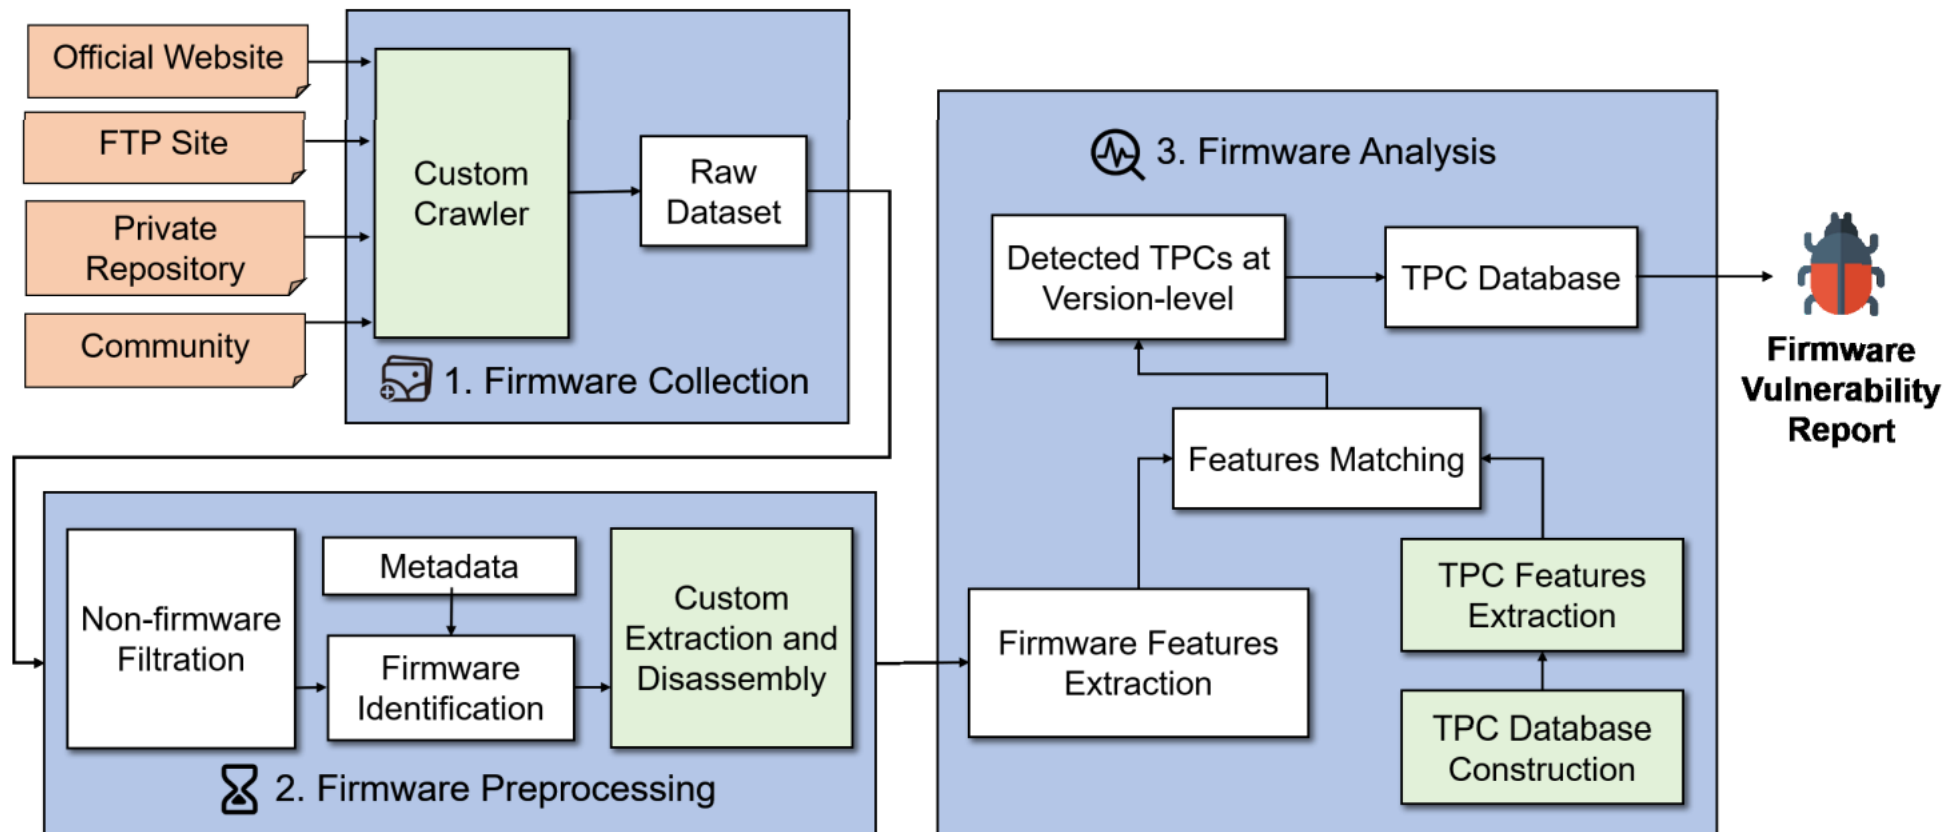 Official Website
FTP Site
Private
Repository
Community
Custom
Crawler
Raw
Dataset
1. Firmware Collection
Non-firmware
Filtration
Metadata
Firmware
Identification
Custom
Extraction and
Disassembly
2. Firmware Preprocessing
3. Firmware Analysis
Detected TPCs at
Version-level
TPC Database
Features Matching
Firmware Features
Extraction
TPC Features
Extraction
TPC Database
Construction
Firmware
Vulnerability
Report